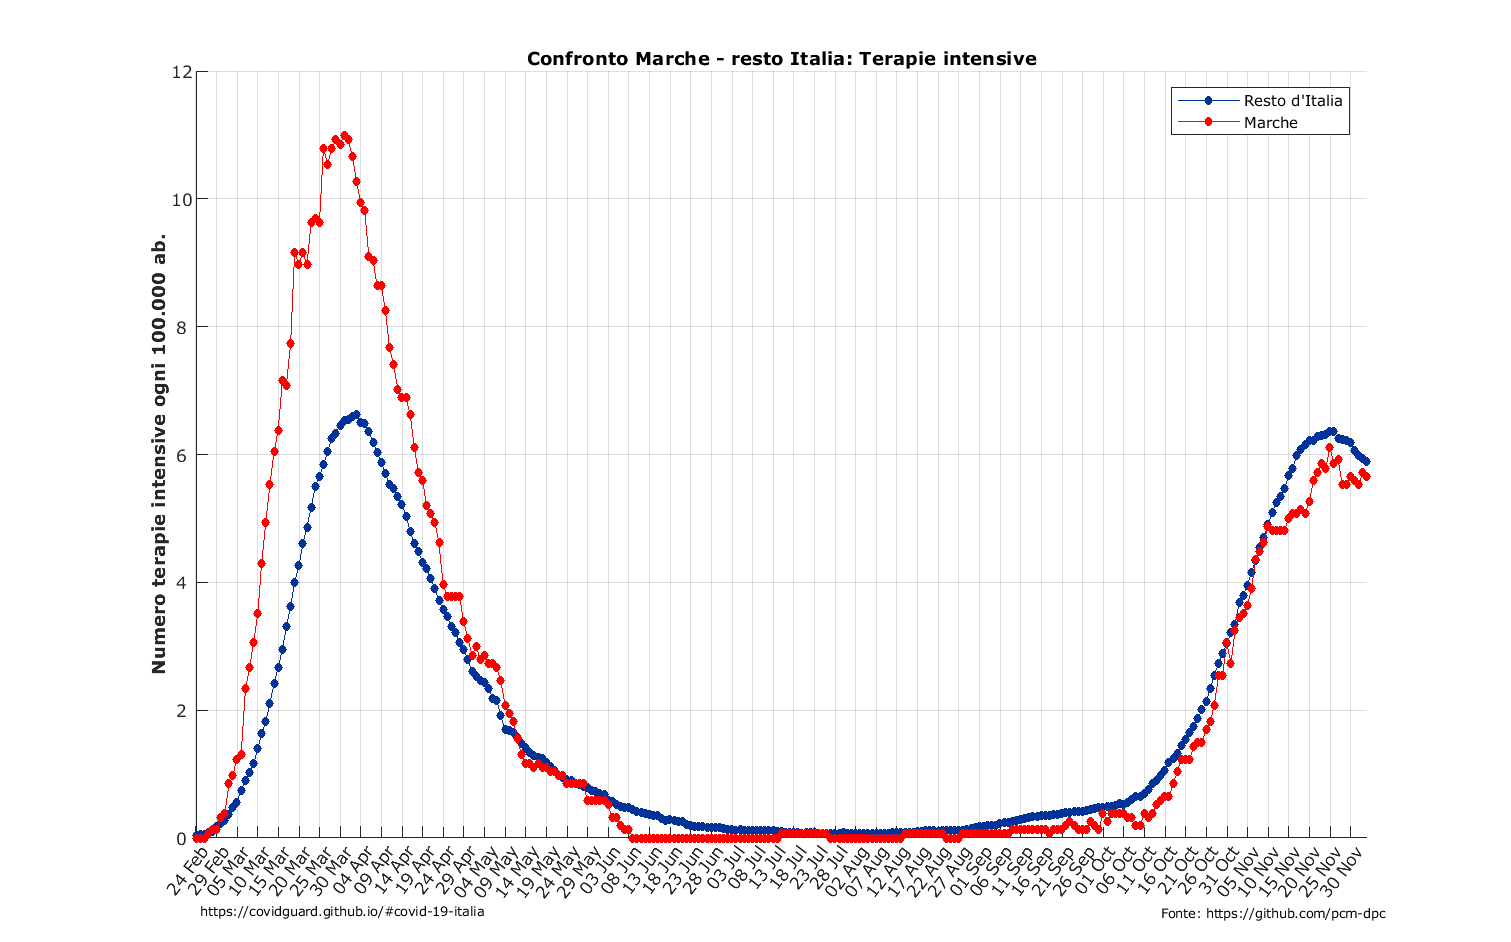 Confronto Marche - resto Italia: Terapie intensive
Resto d'Italia
Marche
Numero terapie intensive ogni 100.000 ab.
12
10
8
6
4
2
0
24 Feb
29 Feb
05 Mar
10 Mar
15 Mar
20 Mar
25 Mar
30 Mar
04 Apr
09 Apr
14 Apr
19 Apr
24 Apr
29 Apr
04 May
09 May
14 May
19 May
24 May
29 May
03 Jun
08 Jun
13 Jun
18 Jun
23 Jun
28 Jun
03 Jul
08 Jul
13 Jul
18 Jul
23 Jul
28 Jul
02 Aug
07 Aug
12 Aug
17 Aug
22 Aug
27 Aug
01 Sep
06 Sep
11 Sep
16 Sep
21 Sep
26 Sep
01 Oct
06 Oct
11 Oct
16 Oct
21 Oct
26 Oct
31 Oct
05 Nov
10 Nov
15 Nov
20 Nov
25 Nov
30 Nov
https://covidguard.github.io/#covid-19-italia
Fonte: https://github.com/pcm-dpc